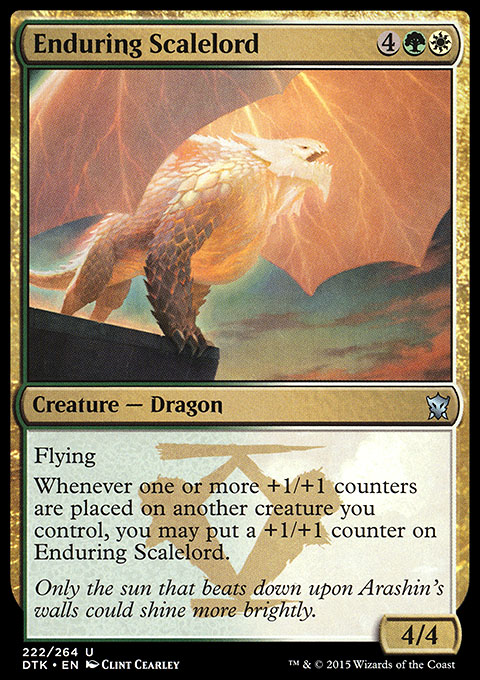 Enduring Scalelord 4
Creature — Dragon
Flying
Whenever one or more +1/+1 counters
are placed on another creature you
control, you may put a +1/+1 counter on
Enduring Scalelord.
Only the sun that beats down upon Arashin's
walls could shine more brightly.
4/4
222/264 U
DTK • EN Clint Cearley
™ & © 2015 Wizards of the Coast